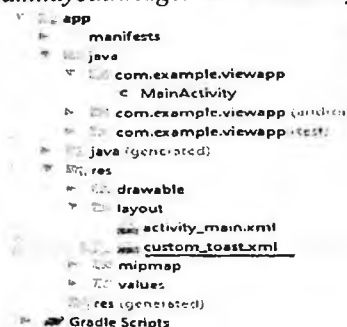 app
manifests
java
com.example.viewapp
C MainActivity
com.example.viewapp
com.example.viewapp (test)
java (generated)
res
drawable
layout
activity_main.xml
custom_toast.xml
mipmap
values
res (generated)
Gradle Scripts